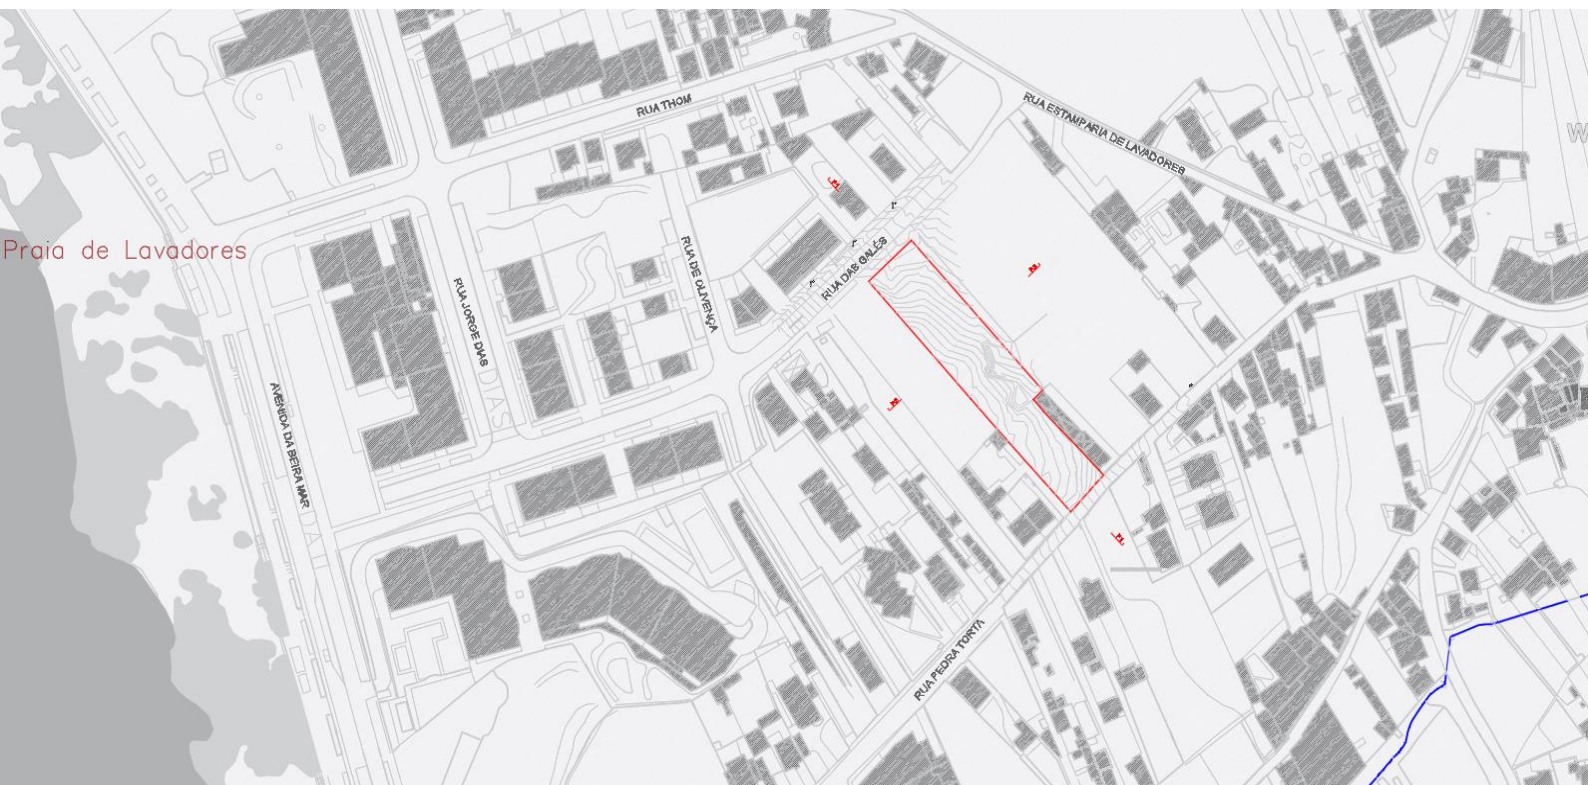 RUA THOM
RUA ESTAMPARIA DE LAVADORES
W
Praia de Lavadores
RUA DAS GALÉS
RUA DE OLIVENÇA
RUA JORGE DIAS
DIAS
AVENIDA DA BEIRA MAR
RUA PEDRA TORTA